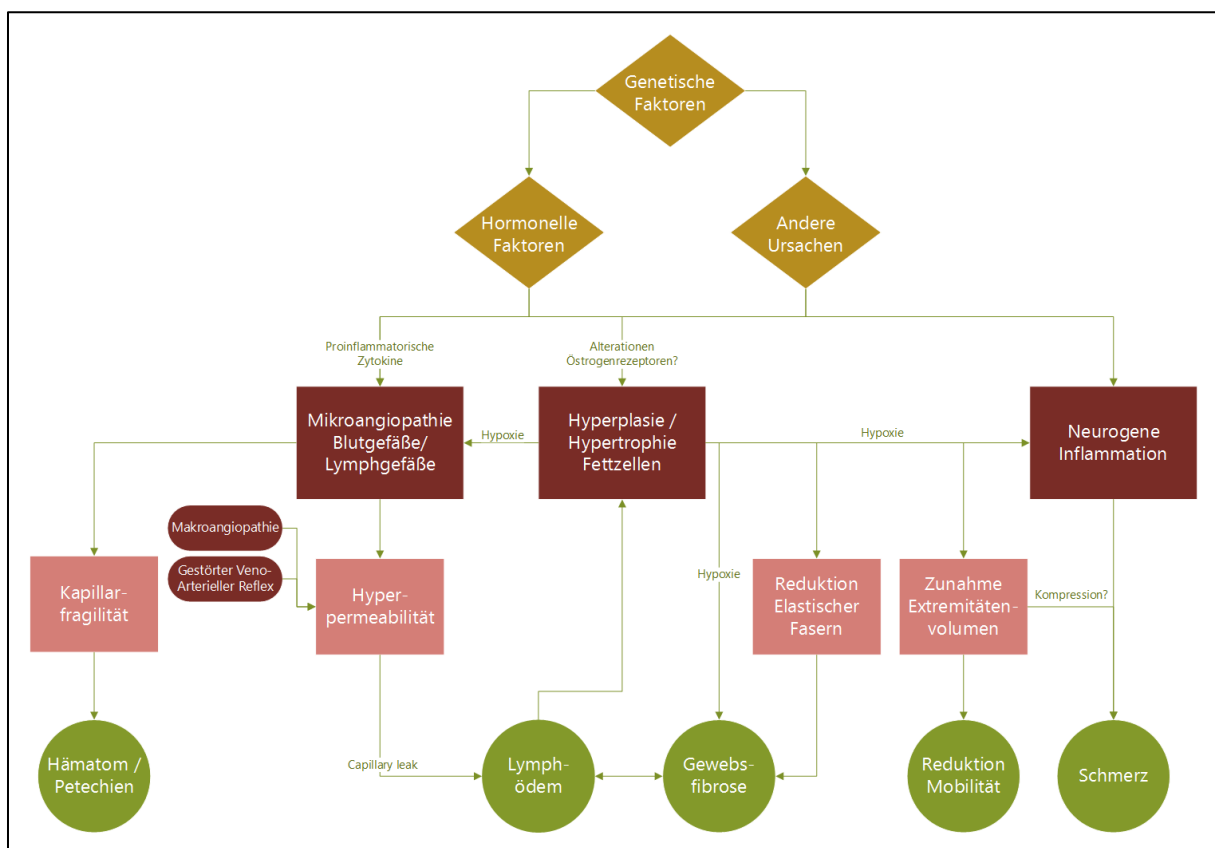 Genetische
Faktoren
Hormonelle
Faktoren
Andere
Ursachen
Proinflammatorische
Zytokine
Alterationen
Östrogenrezeptoren?
Mikroangiopathie
Blutgefäße/
Lymphgefäße
Hypoxie
Hyperplasie /
Hypertrophie
Fettzellen
Hypoxie
Neurogene
Inflammation
Makroangiopathie
Gestörter Veno-
Arterieller Reflex
Kapillar-
fragilität
Hyper-
permeabilität
Hypoxie
Reduktion
Elastischer
Fasern
Zunahme
Extremitäten-
volumen
Kompression?
Hämatom /
Petechien
Capillary leak
Lymph-
ödem
Gewebs-
fibrose
Reduktion
Mobilität
Schmerz